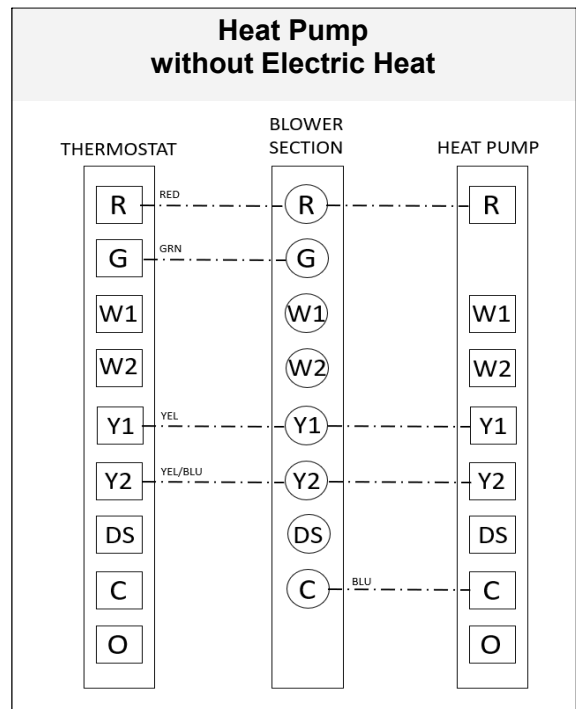 Heat Pump
without Electric Heat
THERMOSTAT
BLOWER
SECTION
HEAT PUMP
R RED R R
G GRN G
W1 W1 W1
W2 W2 W2
Y1 YEL Y1 Y1
Y2 YEL/BLU Y2 Y2
DS DS DS
C C BLU C
O O